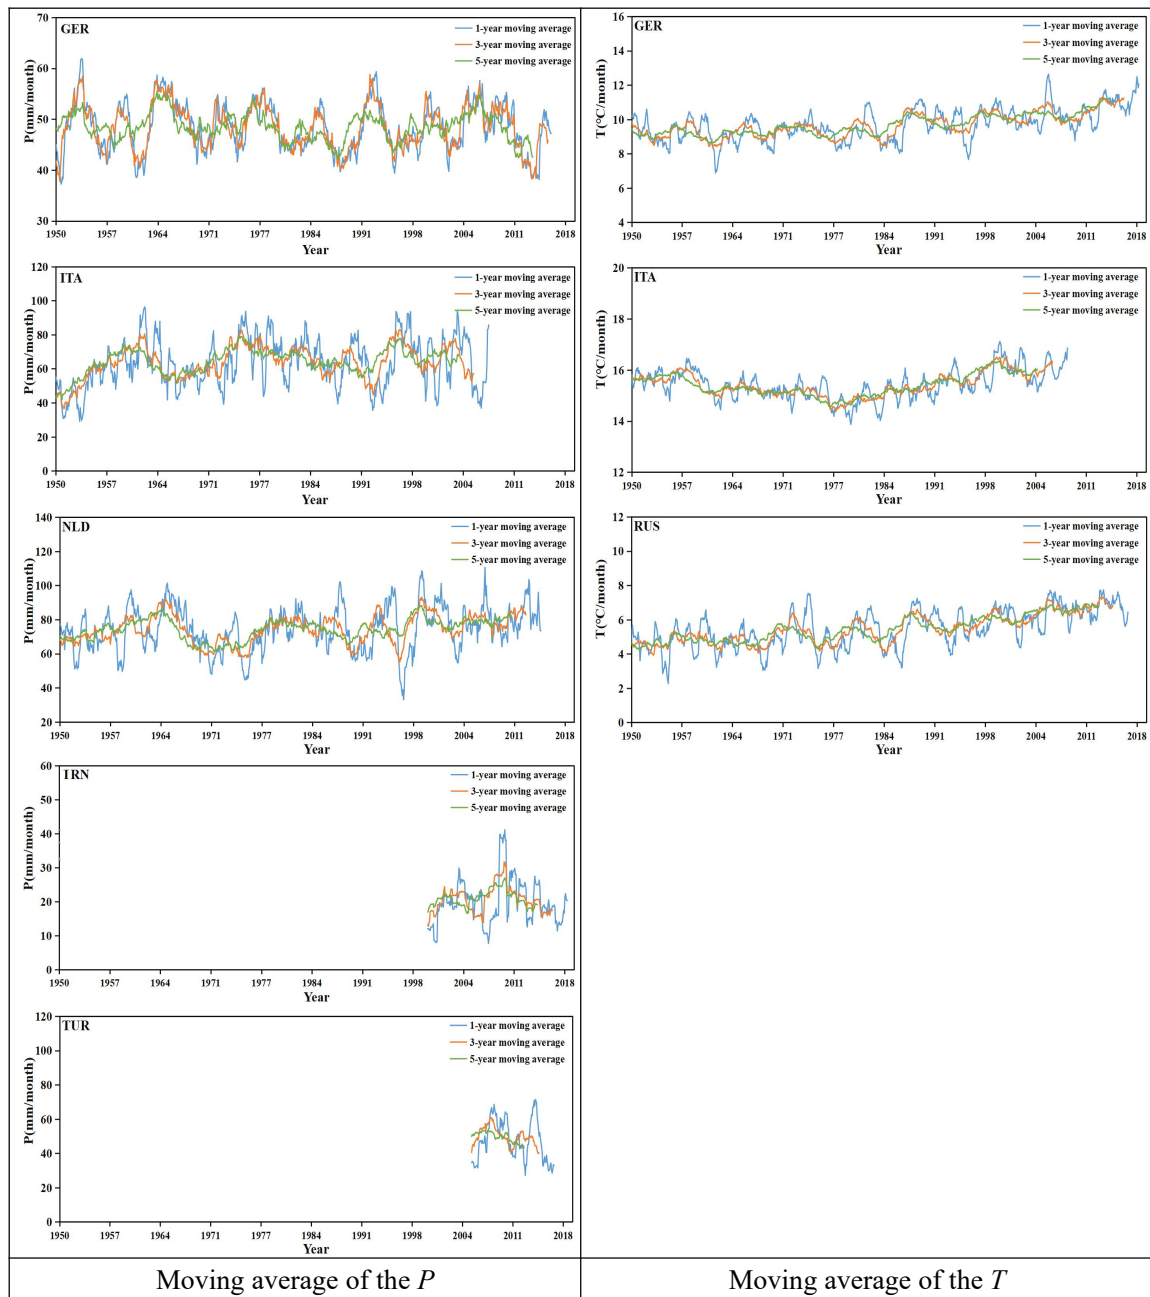 GER
1-year moving average
3-year moving average
5-year moving average
P(mm/month)
70
60
50
40
30
1950 1957 1964 1971 1977 1984 1991 1998 2004 2011 2018
Year
GER
1-year moving average
3-year moving average
5-year moving average
T(°C/month)
16
14
12
10
8
6
4
1950 1957 1964 1971 1977 1984 1991 1998 2004 2011 2018
Year
ITA
1-year moving average
3-year moving average
5-year moving average
P(mm/month)
120
100
80
60
40
20
0
1950 1957 1964 1971 1977 1984 1991 1998 2004 2011 2018
Year
ITA
1-year moving average
3-year moving average
5-year moving average
T(°C/month)
20
18
16
14
12
1950 1957 1964 1971 1977 1984 1991 1998 2004 2011 2018
Year
NLD
1-year moving average
3-year moving average
5-year moving average
P(mm/month)
140
120
100
80
60
40
20
1950 1957 1964 1971 1977 1984 1991 1998 2004 2011 2018
Year
RUS
1-year moving average
3-year moving average
5-year moving average
T(°C/month)
12
10
8
6
4
2
0
1950 1957 1964 1971 1977 1984 1991 1998 2004 2011 2018
Year
IRN
1-year moving average
3-year moving average
5-year moving average
P(mm/month)
60
50
40
30
20
10
0
1950 1957 1964 1971 1977 1984 1991 1998 2004 2011 2018
Year
TUR
1-year moving average
3-year moving average
5-year moving average
P(mm/month)
120
100
80
60
40
20
0
1950 1957 1964 1971 1977 1984 1991 1998 2004 2011 2018
Year
Moving average of the P
Moving average of the T